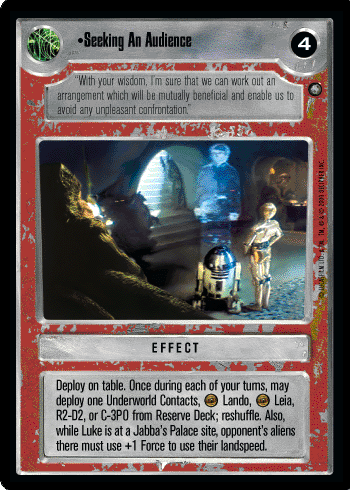 •Seeking An Audience
4
"With your wisdom, I'm sure that we can work out an
arrangement which will be mutually beneficial and enable us to
avoid any unpleasant confrontation."
EFFECT
Deploy on table. Once during each of your turns, may
deploy one Underworld Contacts, Lando, Leia,
R2-D2, or C-3PO from Reserve Deck; reshuffle. Also,
while Luke is at a Jabba's Palace site, opponent's aliens
there must use +1 Force to use their landspeed.